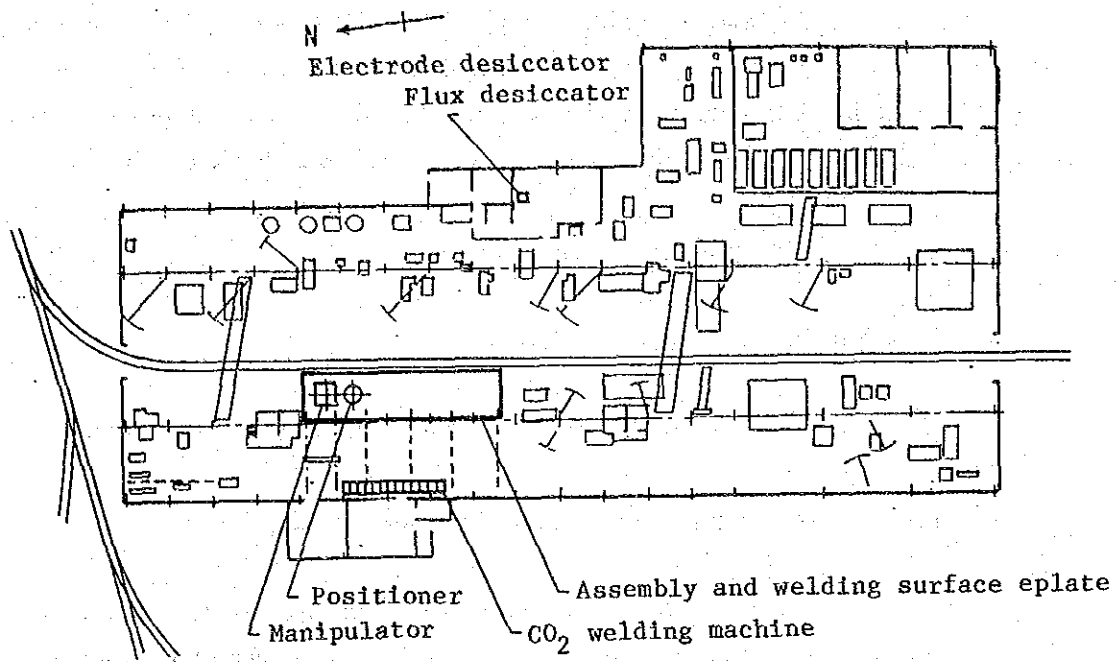 N
Electrode desiccator
Flux desiccator
Positioner
Assembly and welding surface eplate
Manipulator
CO₂ welding machine